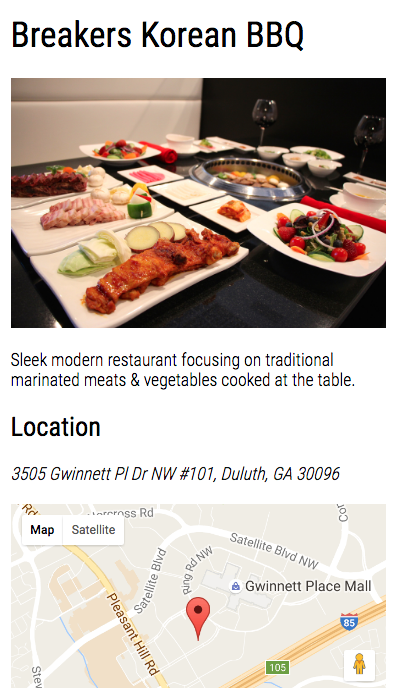 Breakers Korean BBQ
Sleek modern restaurant focusing on traditional
marinated meats & vegetables cooked at the table.
Location
3505 Gwinnett Pl Dr NW #101, Duluth, GA 30096
Rd
Map
Satellite
Satellite Blvd NW
Satellite Blvd
Ring Rd NW
Gwinnett Place Mall
85
Pleasant Hill Rd
105